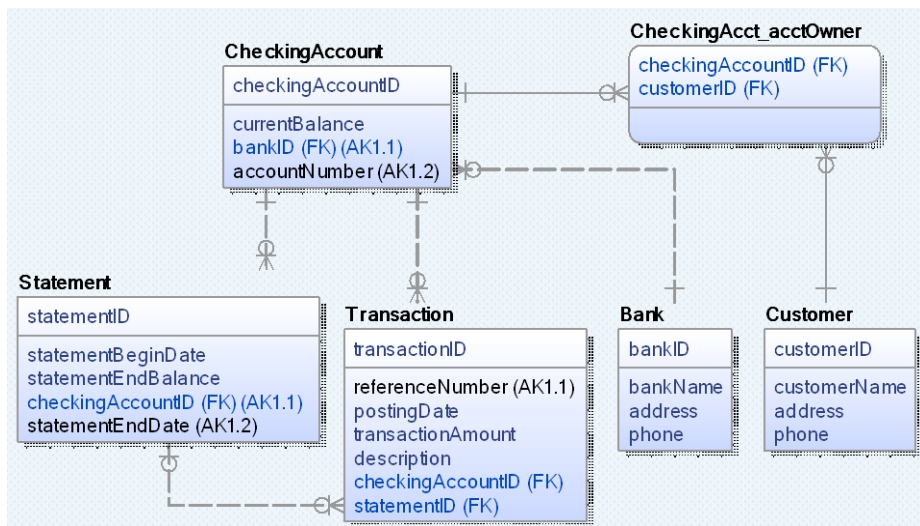 CheckingAccount
checkingAccountID
currentBalance
bankID (FK) (AK1.1)
accountNumber (AK1.2)
CheckingAcct_acctOwner
checkingAccountID (FK)
customerID (FK)
Statement
statementID
statementBeginDate
statementEndBalance
checkingAccountID (FK) (AK1.1)
statementEndDate (AK1.2)
Transaction
transactionID
referenceNumber (AK1.1)
postingDate
transactionAmount
description
checkingAccountID (FK)
statementID (FK)
Bank
bankID
bankName
address
phone
Customer
customerID
customerName
address
phone